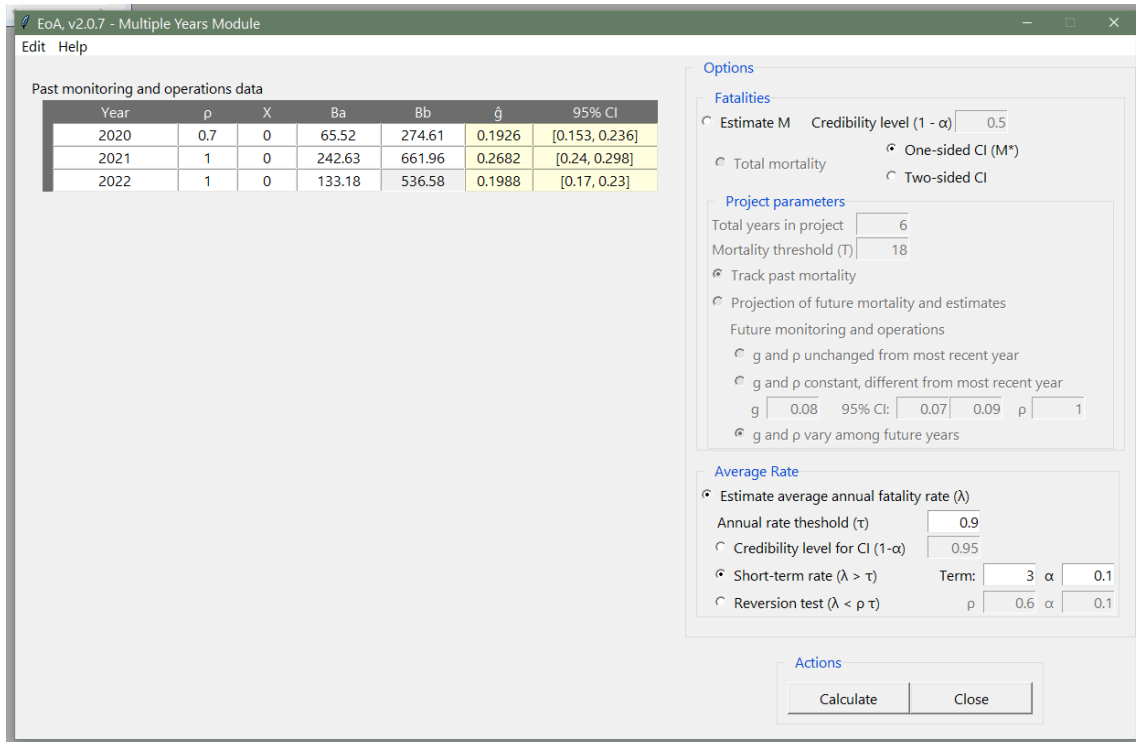 EoA, v2.0.7 - Multiple Years Module
Edit Help
Past monitoring and operations data
Year ρ X Ba Bb ĝ 95% CI
2020 0.7 0 65.52 274.61 0.1926 [0.153, 0.236]
2021 1 0 242.63 661.96 0.2682 [0.24, 0.298]
2022 1 0 133.18 536.58 0.1988 [0.17, 0.23]
Options
Fatalities
Estimate M Credibility level (1 - α) 0.5
One-sided CI (M*)
Total mortality
Two-sided CI
Project parameters
Total years in project 6
Mortality threshold (T) 18
Track past mortality
Projection of future mortality and estimates
Future monitoring and operations
g and ρ unchanged from most recent year
g and ρ constant, different from most recent year
g 0.08 95% CI: 0.07 0.09 ρ 1
g and ρ vary among future years
Average Rate
Estimate average annual fatality rate (λ)
Annual rate theshold (τ) 0.9
Credibility level for CI (1-α) 0.95
Short-term rate (λ > τ) Term: 3 α 0.1
Reversion test (λ < ρ τ) ρ 0.6 α 0.1
Actions
Calculate Close